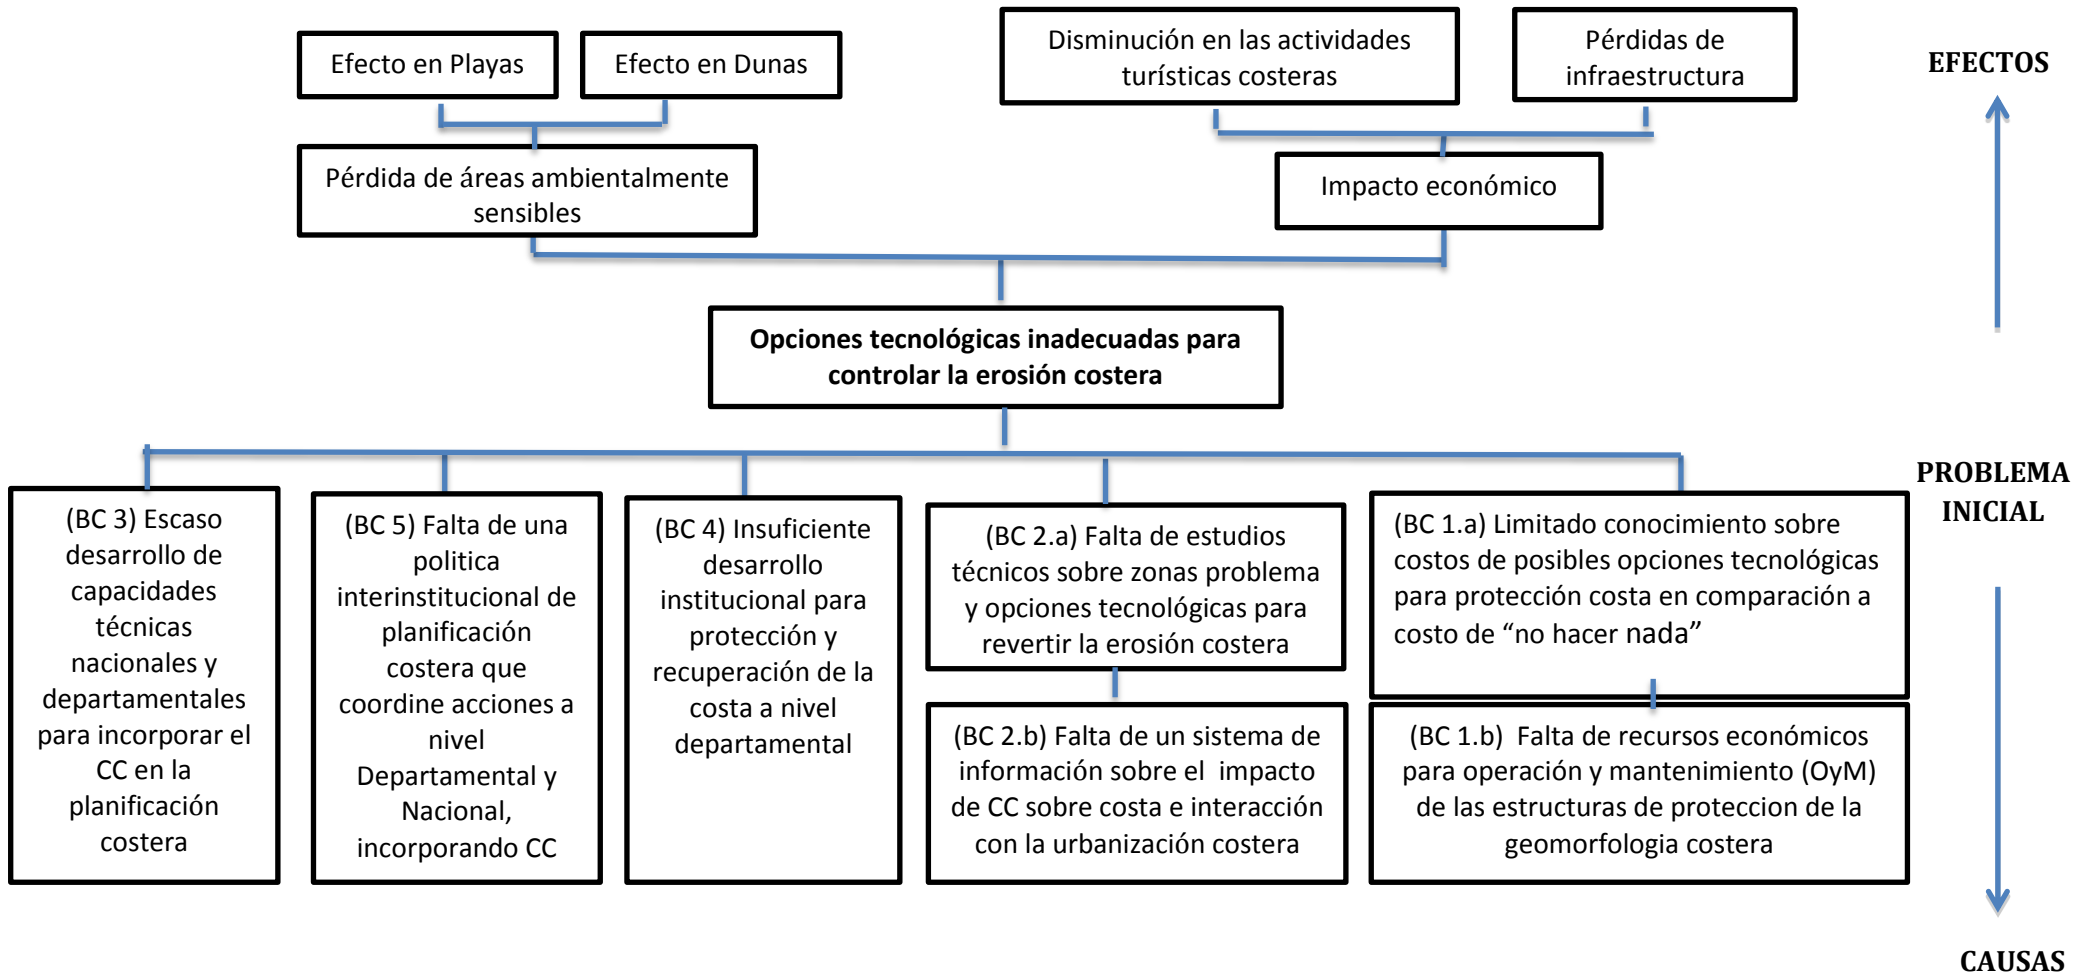 Efecto en Playas
Efecto en Dunas
Disminución en las actividades
turísticas costeras
Pérdidas de
infraestructura
EFECTOS
Pérdida de áreas ambientalmente
sensibles
Impacto económico
Opciones tecnológicas inadecuadas para
controlar la erosión costera
PROBLEMA
INICIAL
(BC 3) Escaso
desarrollo de
capacidades
técnicas
nacionales y
departamentales
para incorporar el
CC en la
planificación
costera
(BC 5) Falta de una
politica
interinstitucional de
planificación
costera que
coordine acciones a
nivel
Departamental y
Nacional,
incorporando CC
(BC 4) Insuficiente
desarrollo
institucional para
protección y
recuperación de la
costa a nivel
departamental
(BC 2.a) Falta de estudios
técnicos sobre zonas problema
y opciones tecnológicas para
revertir la erosión costera
(BC 2.b) Falta de un sistema de
información sobre el impacto
de CC sobre costa e interacción
con la urbanización costera
(BC 1.a) Limitado conocimiento sobre
costos de posibles opciones tecnológicas
para protección costa en comparación a
costo de “no hacer nada”
(BC 1.b) Falta de recursos económicos
para operación y mantenimiento (OyM)
de las estructuras de proteccion de la
geomorfologia costera
CAUSAS